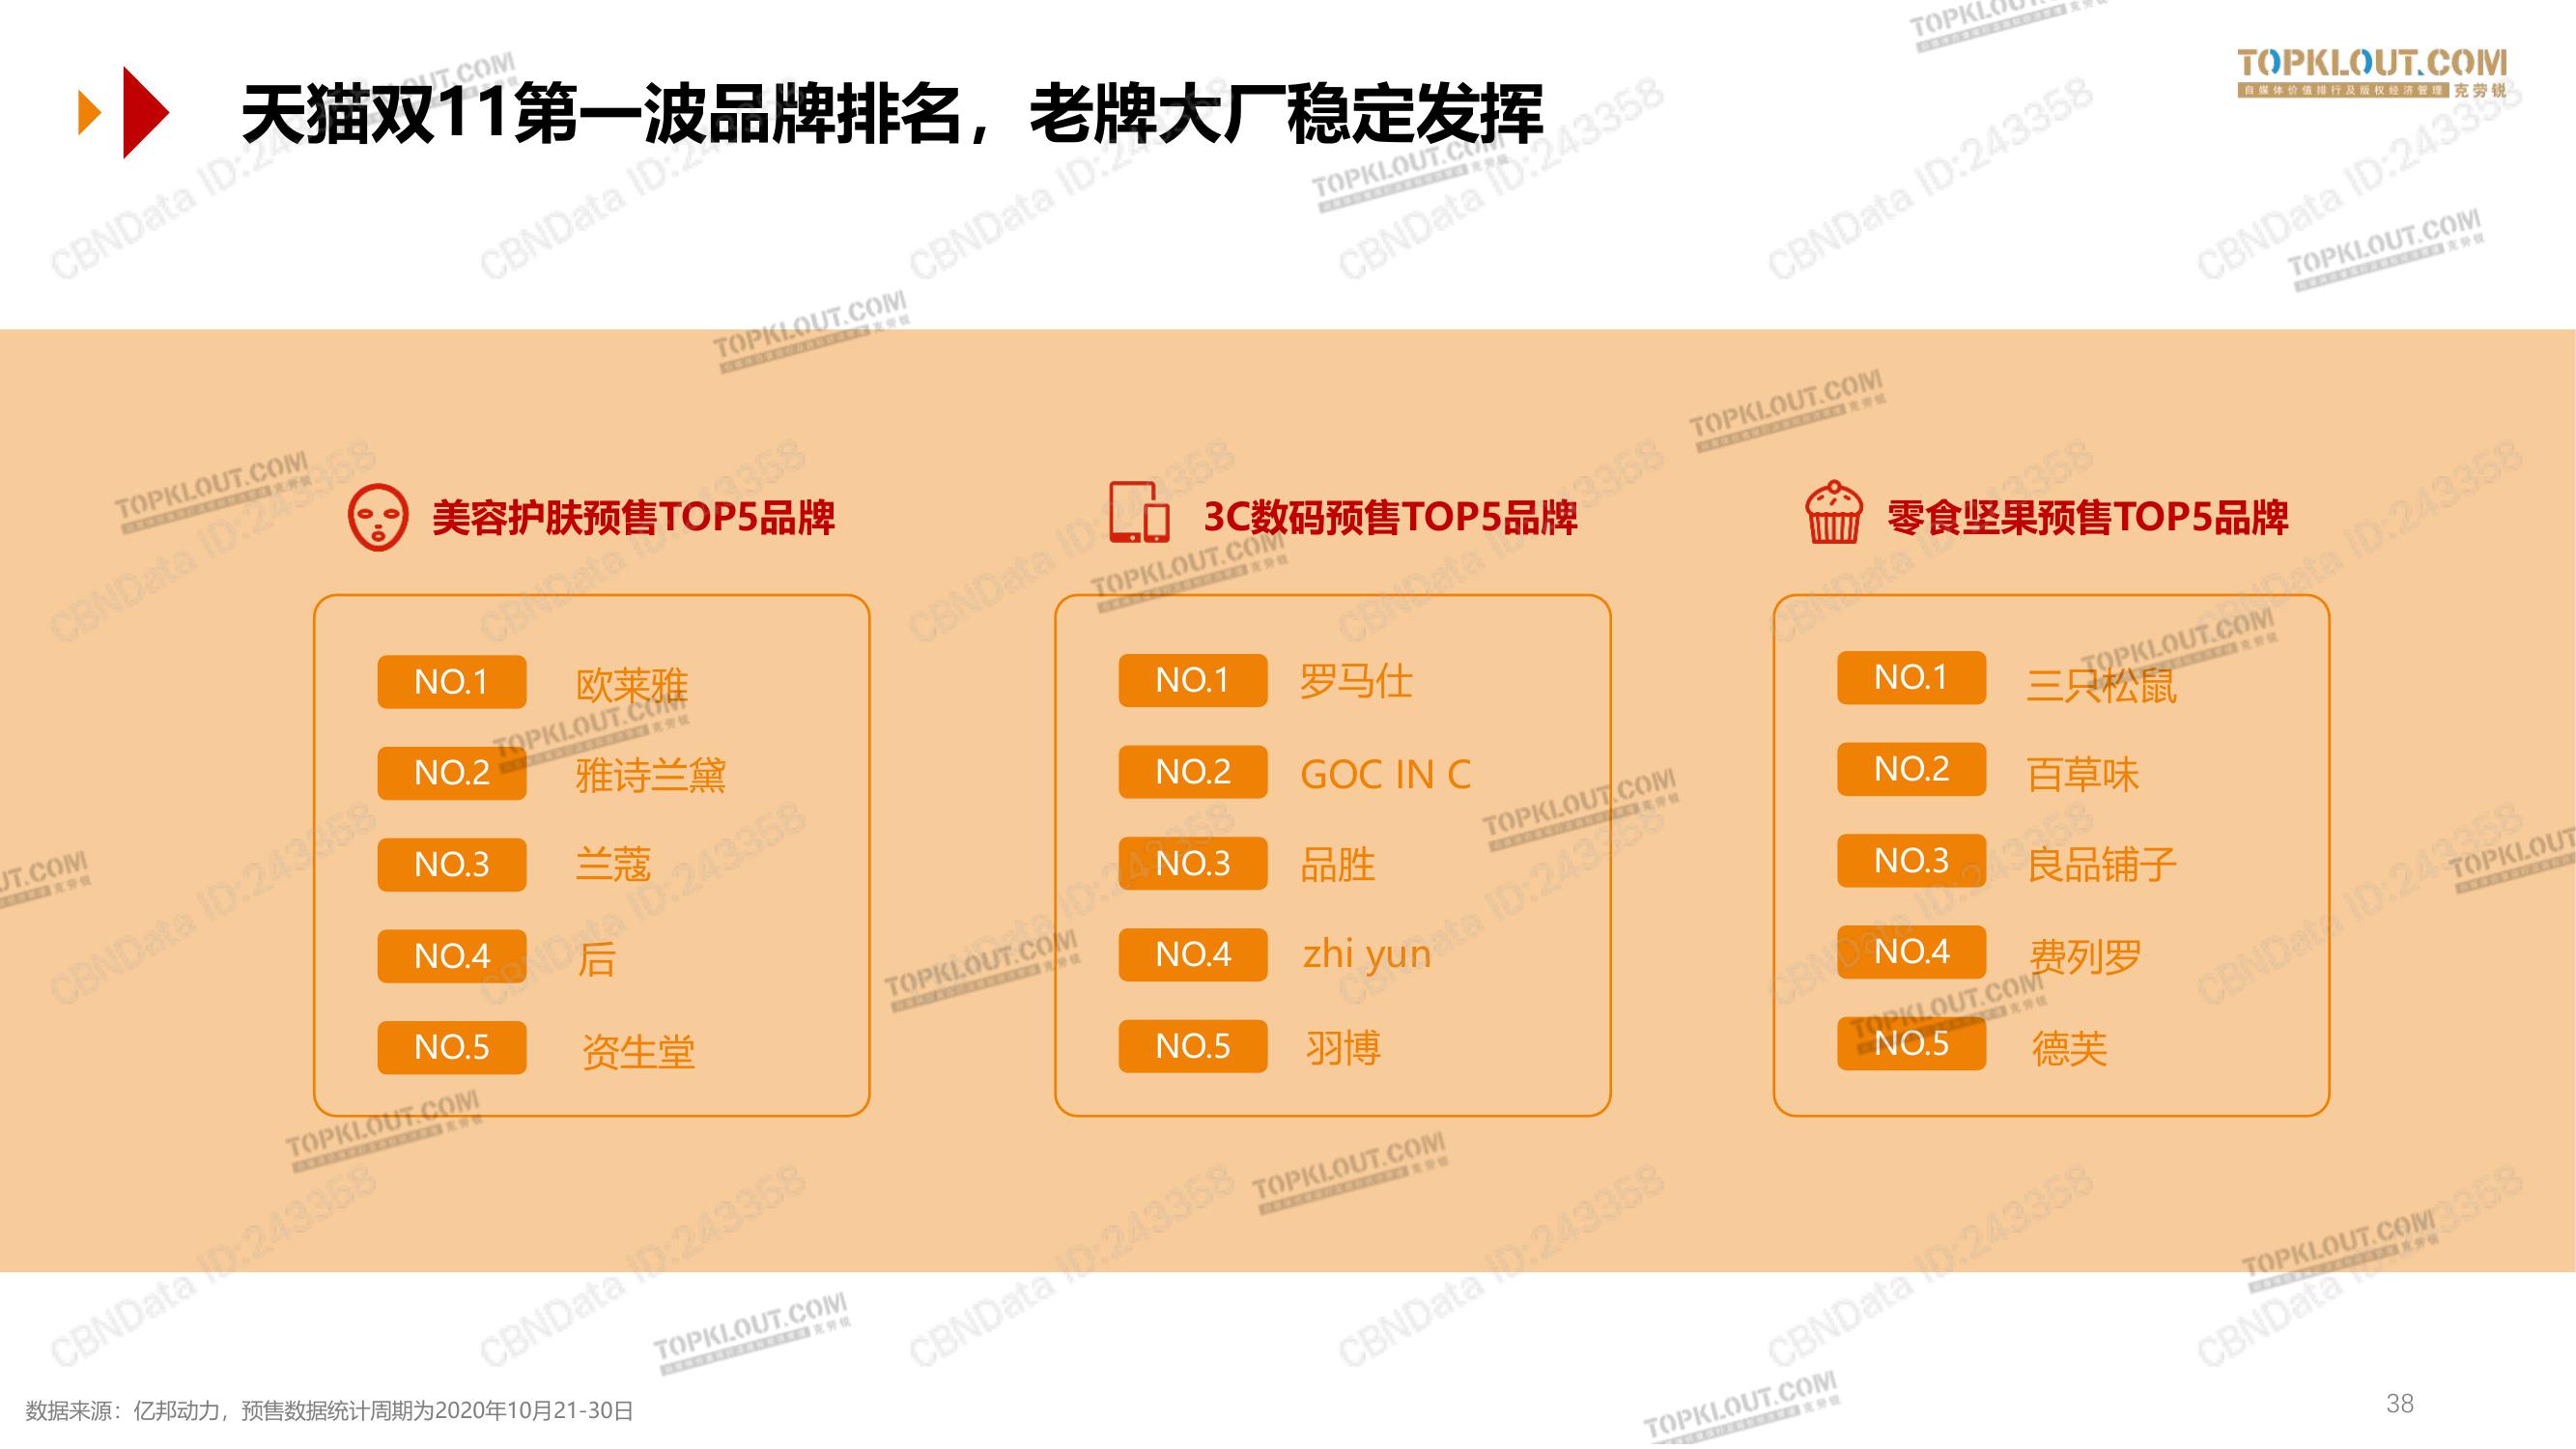 天猫双11第一波品牌排名，老牌大厂稳定发挥
TOPKLOUT.COM
自媒体价值排行及版权经济管理 克劳锐
美容护肤预售TOP5品牌
NO.1 欧莱雅
NO.2 雅诗兰黛
NO.3 兰蔻
NO.4 后
NO.5 资生堂
3C数码预售TOP5品牌
NO.1 罗马仕
NO.2 GOC IN C
NO.3 品胜
NO.4 zhi yun
NO.5 羽博
零食坚果预售TOP5品牌
NO.1 三只松鼠
NO.2 百草味
NO.3 良品铺子
NO.4 费列罗
NO.5 德芙
数据来源：亿邦动力，预售数据统计周期为2020年10月21-30日
38
CBNData ID:243358